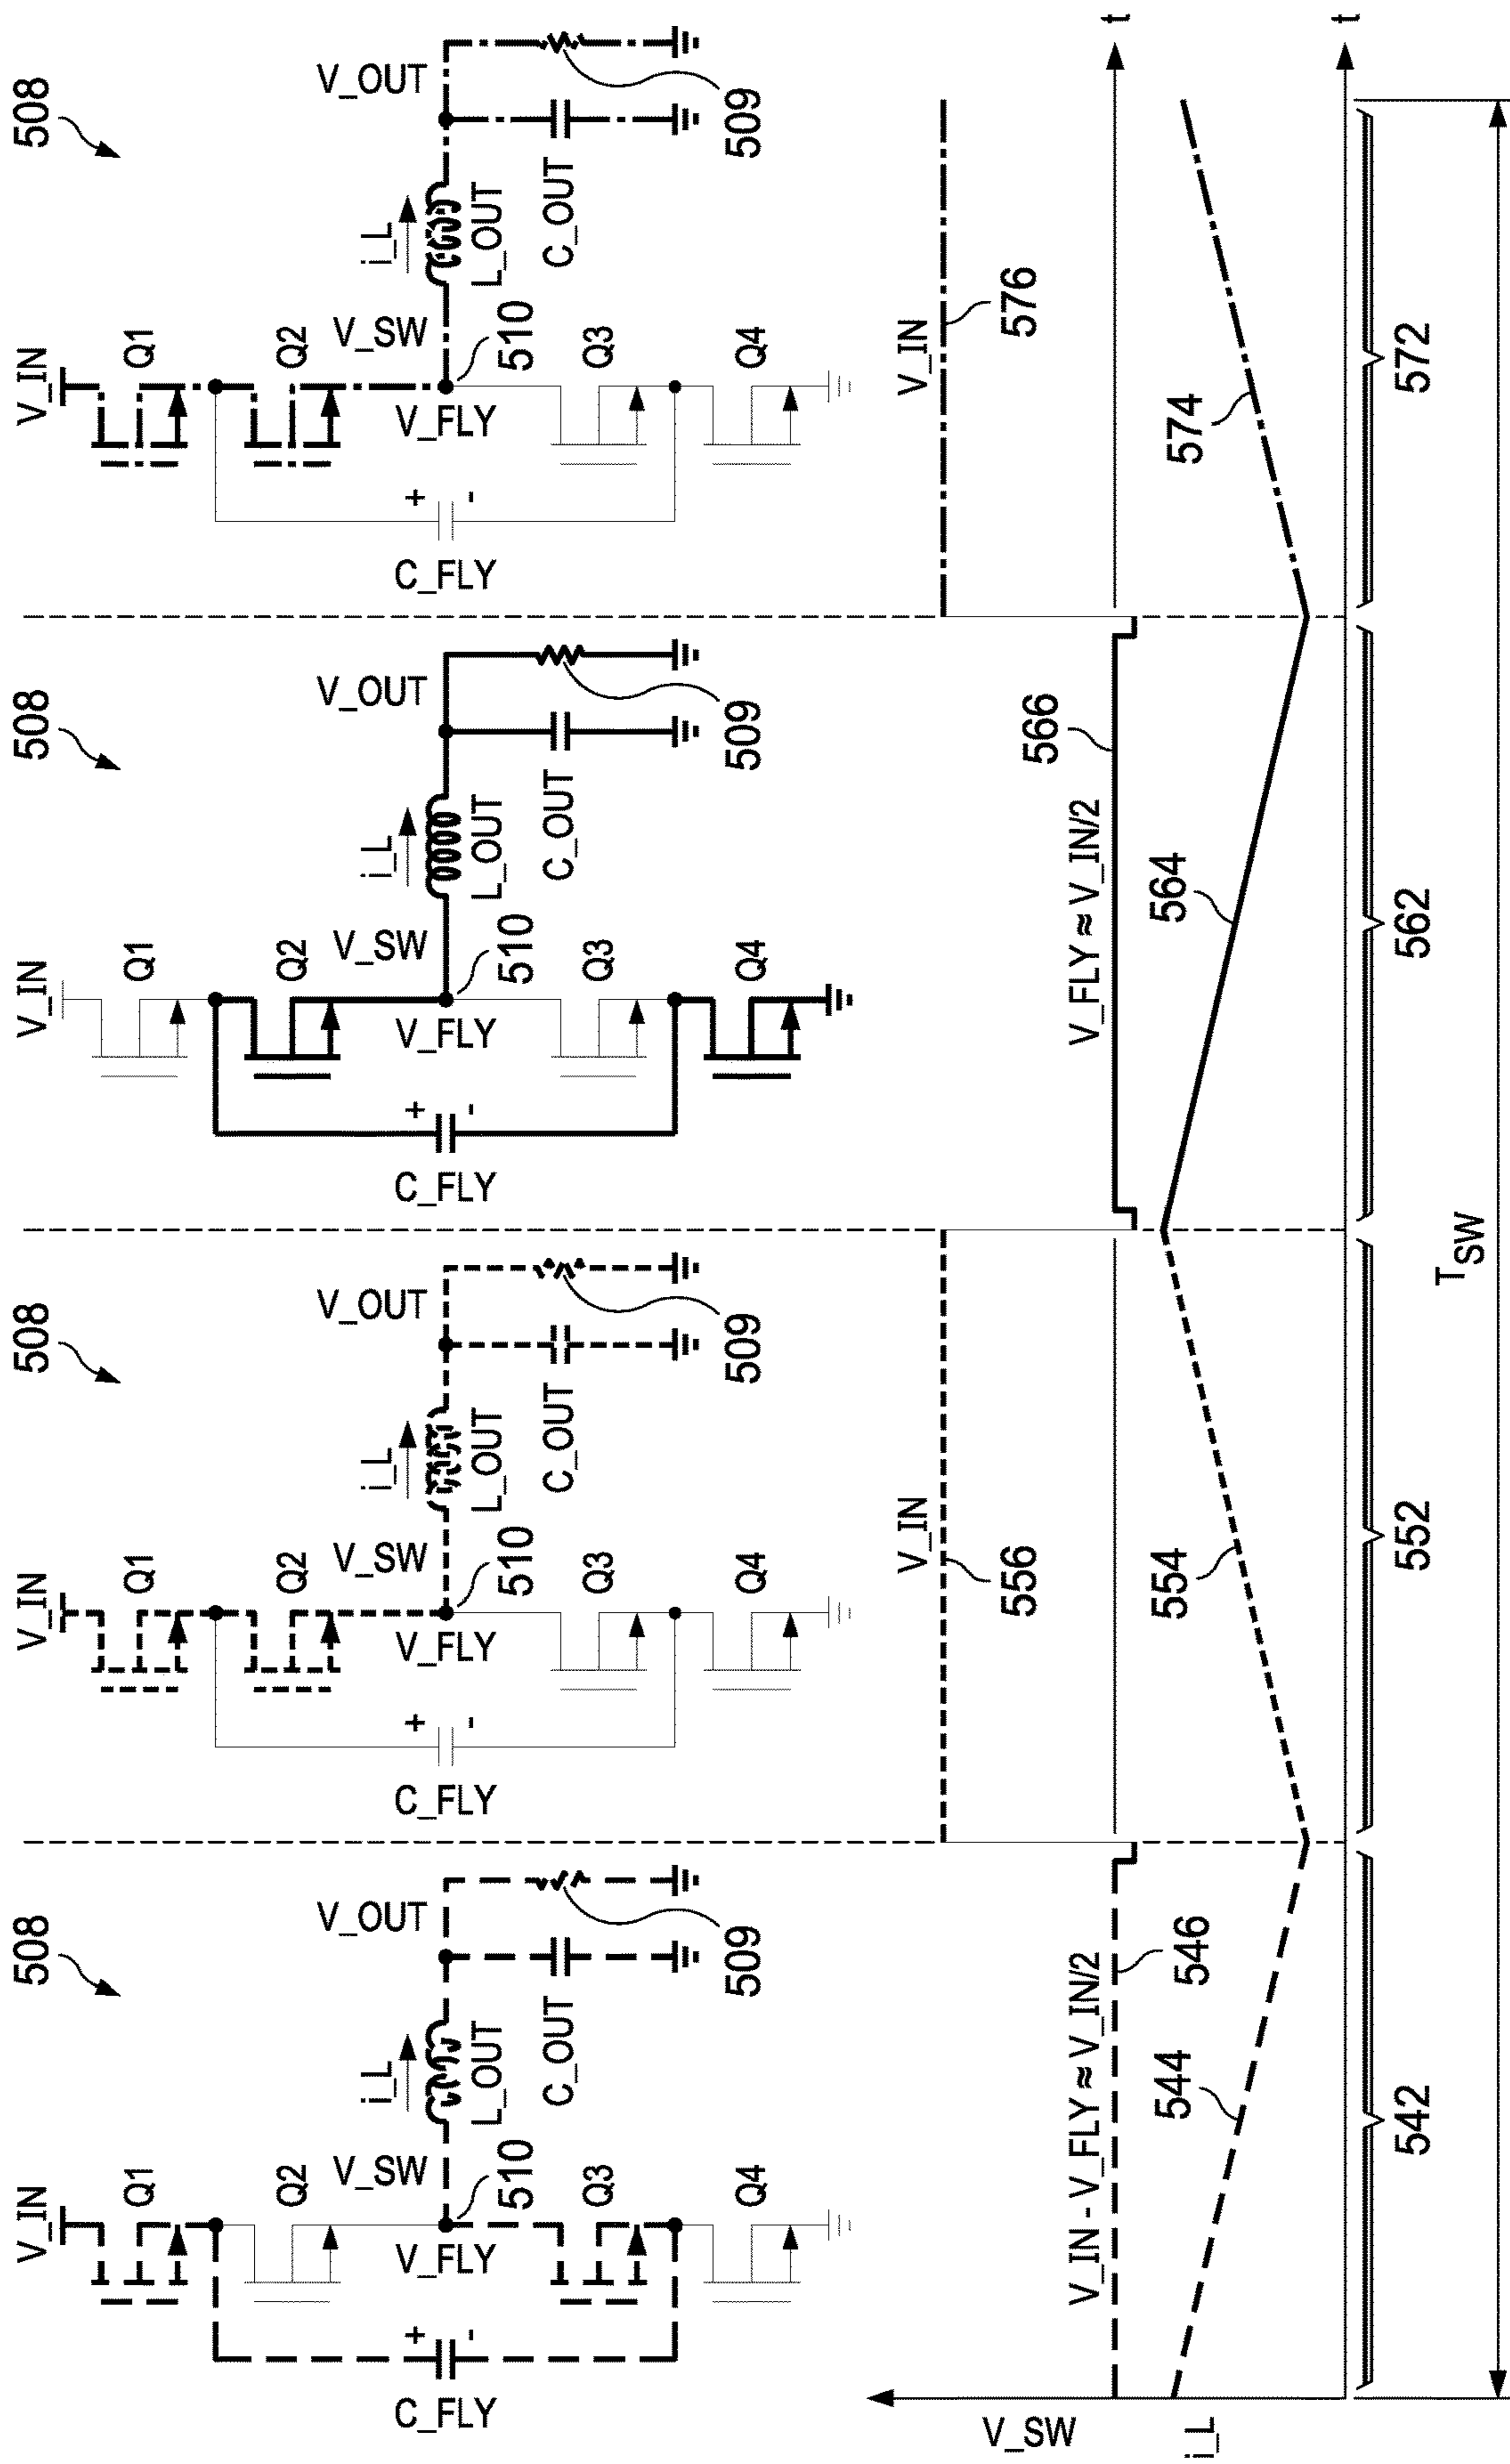 508
V_IN
Q1
Q2
V_SW
510
V_FLY
Q3
Q4
C_FLY
+
-
i_L
L_OUT
V_OUT
C_OUT
509
508
V_IN
Q1
Q2
V_SW
510
V_FLY
Q3
Q4
C_FLY
+
-
i_L
L_OUT
V_OUT
C_OUT
509
508
V_IN
Q1
Q2
V_SW
510
V_FLY
Q3
Q4
C_FLY
+
-
i_L
L_OUT
V_OUT
C_OUT
509
508
V_IN
Q1
Q2
V_SW
510
V_FLY
Q3
Q4
C_FLY
+
-
i_L
L_OUT
V_OUT
C_OUT
509
V_SW
V_IN - V_FLY ≈ V_IN/2
546
V_IN
556
V_FLY ≈ V_IN/2
566
V_IN
576
t
i_L
544
554
564
574
t
542
552
562
572
T_SW